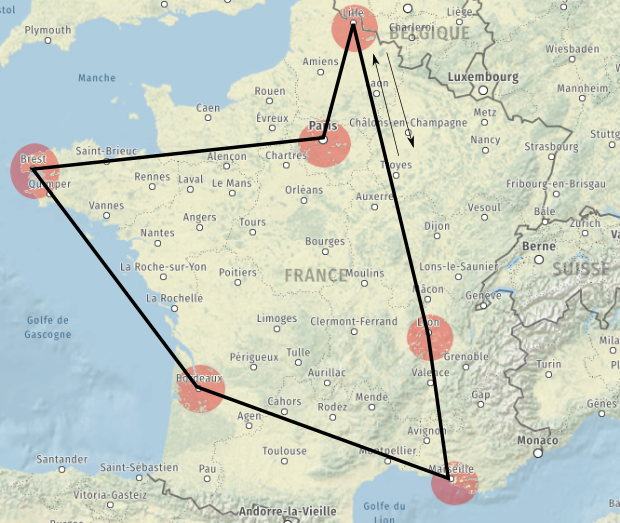 Lille
Liège
Charleroi
BELGIQUE
Plymouth
Wiesbaden
Amiens
Luxembourg
Manche
Laon
Rouen
Mannheim
Caen
Metz
Évreux
Châlons-en-Champagne
Paris
Nancy
Strasbourg
Brest
Saint-Brieuc
Alençon
Chartres
Troyes
Quimper
Rennes
Laval
Le Mans
Orléans
Fribourg-en-Brisgau
Auxerre
Vannes
Vesoul
Bâle
Angers
Tours
Dijon
Zurich
Nantes
Bourges
Berne
La Roche-sur-Yon
Poitiers
FRANCE
Moulins
Lons-le-Saunier
SUISSE
Mâcon
La Rochelle
Genève
Golfe de
Gascogne
Limoges
Clermont-Ferrand
Lyon
Périgueux
Tulle
Grenoble
Turin
Bordeaux
Aurillac
Valence
Cahors
Mende
Gap
Gênes
Agen
Rodez
Avignon
Monaco
Toulouse
Montpellier
Santander
Saint-Sébastien
Pau
Marseille
Vitoria-Gasteiz
Golfe du
Lion
Andorre-la-Vieille